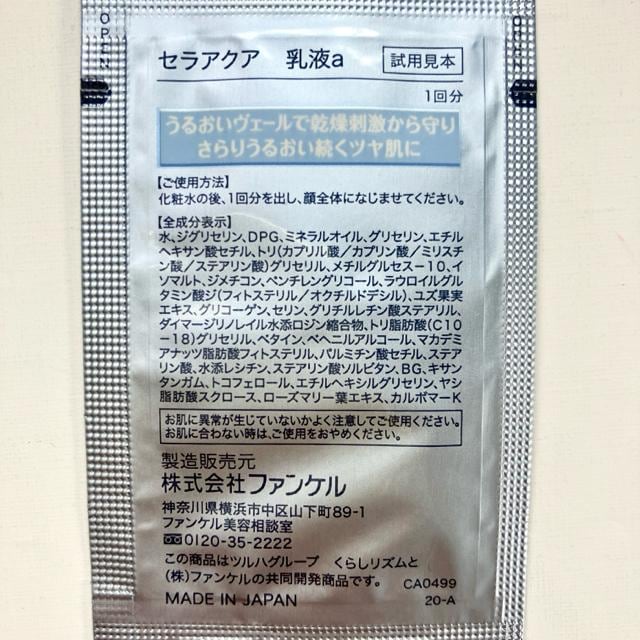 OPEN
セラアクア 乳液a 試用見本
1回分
うるおいヴェールで乾燥刺激から守り
さらりうるおい続くツヤ肌に
【ご使用方法】
化粧水の後、1回分を出し、顔全体になじませてください。
【全成分表示】
水、ジグリセリン、DPG、ミネラルオイル、グリセリン、エチル
ヘキサン酸セチル、トリ(カプリル酸/カプリン酸/ミリスチ
ン酸/ステアリン酸)グリセリル、メチルグルセス-10、イ
ソマルト、ジメチコン、ペンチレングリコール、ラウロイルグル
タミン酸ジ(フィトステリル/オクチルドデシル)、ユズ果実
エキス、グリコーゲン、セリン、グリチルレチン酸ステアリル、
ダイマージリノレイル水添ロジン縮合物、トリ脂肪酸(C10
-18)グリセリル、ベタイン、ベヘニルアルコール、マカデミ
アナッツ脂肪酸フィトステリル、パルミチン酸セチル、ステア
リン酸、水添レシチン、ステアリン酸ソルビタン、BG、キサン
タンガム、トコフェロール、エチルヘキシルグリセリン、ヤシ
脂肪酸スクロース、ローズマリー葉エキス、カルボマーK
お肌に異常が生じていないかよく注意してご使用ください。
お肌に合わない時は、ご使用をおやめください。
製造販売元
株式会社ファンケル
神奈川県横浜市中区山下町89-1
ファンケル美容相談室
0120-35-2222
この商品はツルハグループ くらしリズムと
(株)ファンケルの共同開発商品です。 CA0499
MADE IN JAPAN 20-A